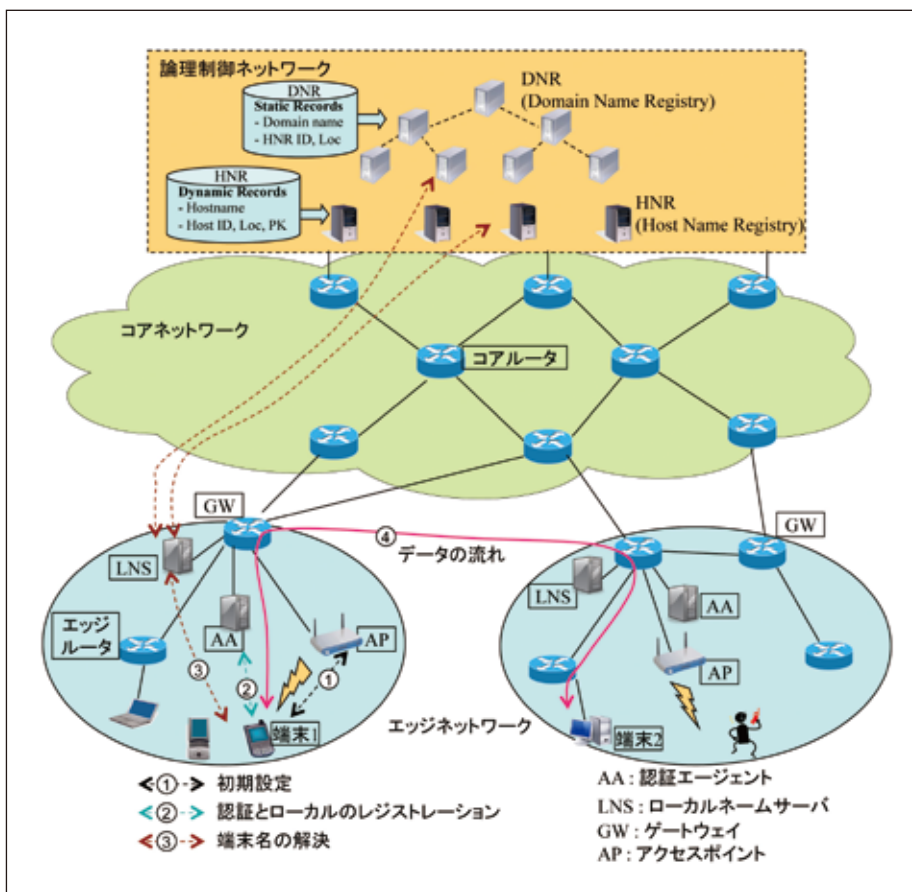 論理制御ネットワーク
DNR
Static Records
- Domain name
- HNR ID, Loc
DNR
(Domain Name Registry)
HNR
Dynamic Records
- Hostname
- Host ID, Loc, PK
HNR
(Host Name Registry)
コアネットワーク
コアルータ
GW
④
データの流れ
GW
LNS
AA
AP
エッジ
ルータ
③
②
①
端末1
LNS
AA
AP
端末2
エッジネットワーク
① 初期設定
② 認証とローカルのレジストレーション
③ 端末名の解決
AA : 認証エージェント
LNS : ローカルネームサーバ
GW : ゲートウェイ
AP : アクセスポイント